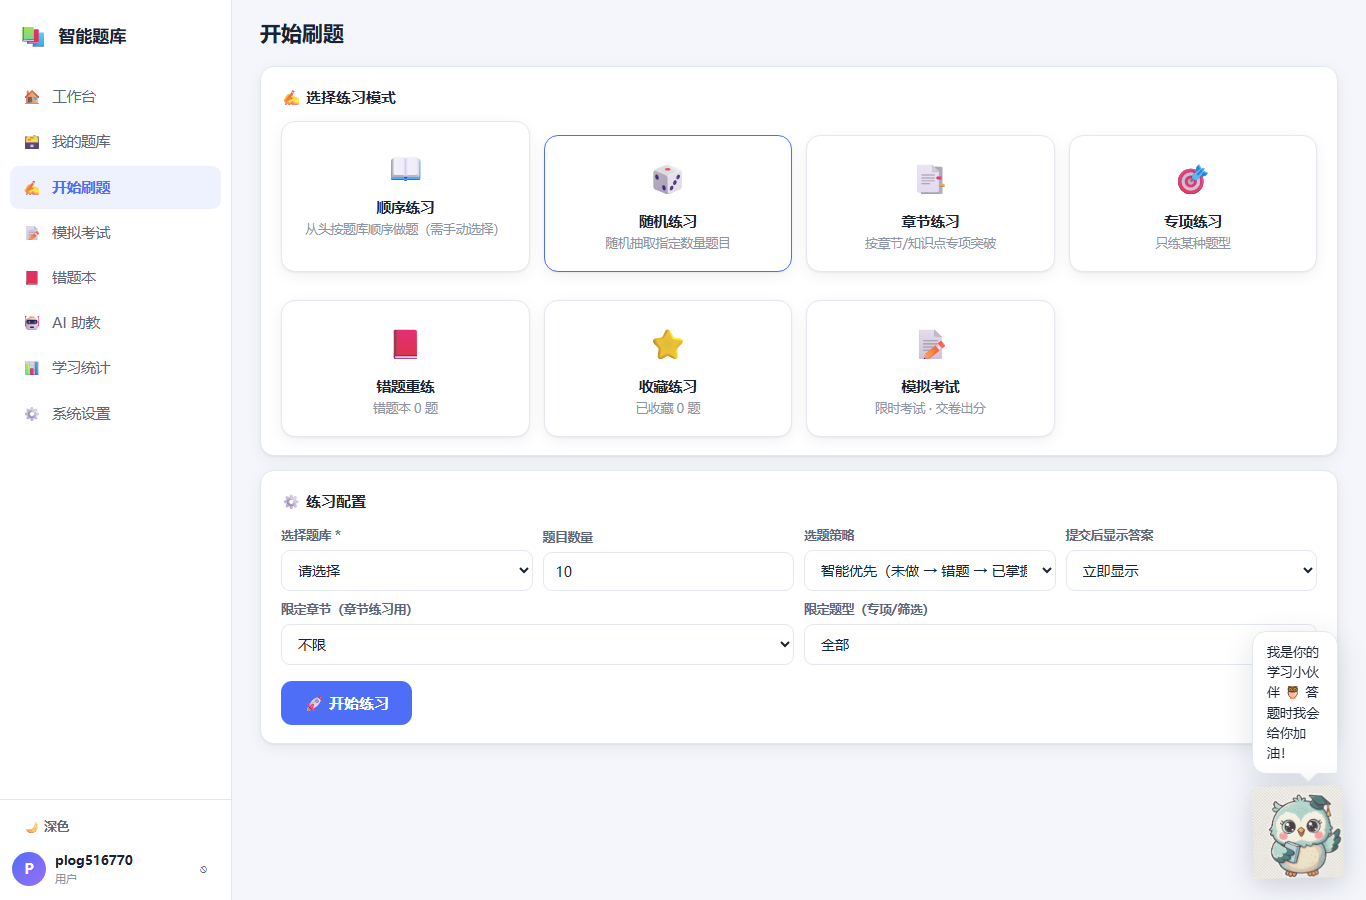 智能题库
工作台
我的题库
开始刷题
模拟考试
错题本
AI 助教
学习统计
系统设置
深色
P
plog516770
用户
开始刷题
选择练习模式
顺序练习
从头按题库顺序做题（需手动选择）
随机练习
随机抽取指定数量题目
章节练习
按章节/知识点专项突破
专项练习
只练某种题型
错题重练
错题本 0 题
收藏练习
已收藏 0 题
模拟考试
限时考试 · 交卷出分
练习配置
选择题库 *
请选择
题目数量
10
选题策略
智能优先（未做 → 错题 → 已掌握
提交后显示答案
立即显示
限定章节（章节练习用）
不限
限定题型（专项/筛选）
全部
开始练习
我是你的
学习小伙
伴 🦉 答
题时我会
给你加
油！